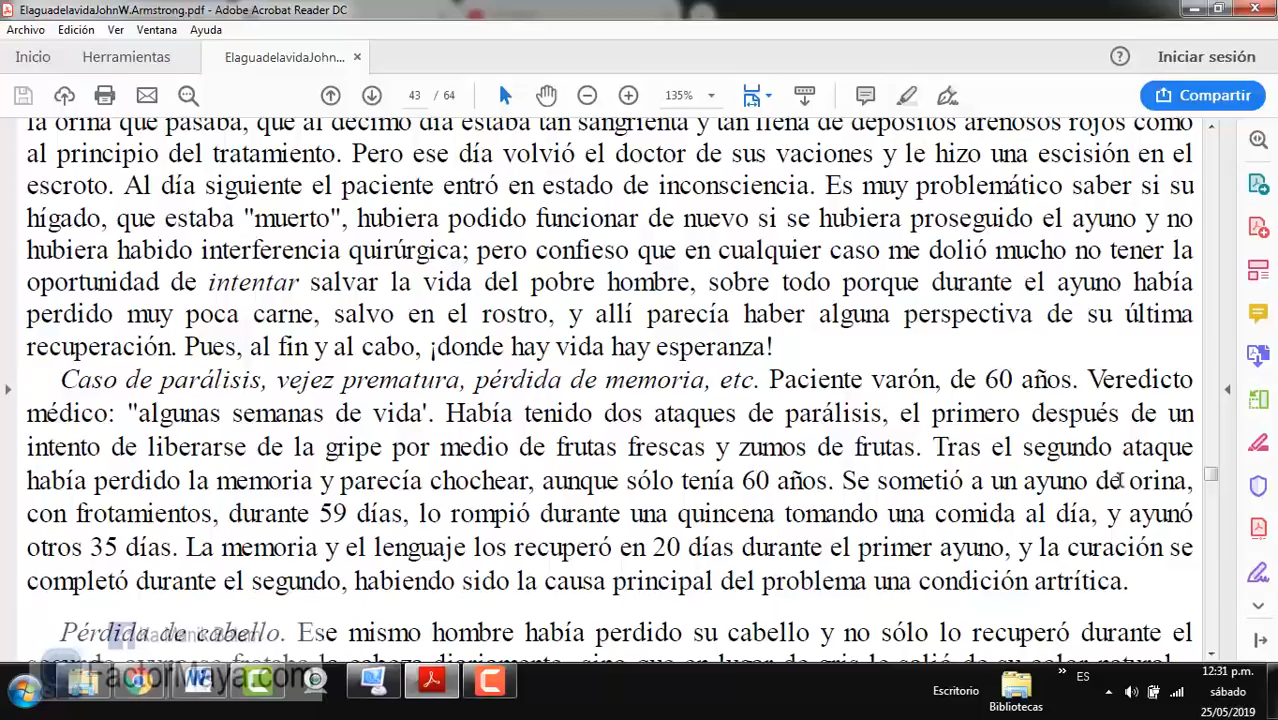 ElaguadelavidaJohnW.Armstrong.pdf - Adobe Acrobat Reader DC
Archivo Edición Ver Ventana Ayuda
Inicio Herramientas ElaguadelavidaJohn... × Iniciar sesión
43 / 64 135% Compartir
la orina que pasaba, que al décimo día estaba tan sangrienta y tan llena de depósitos arenosos rojos como
al principio del tratamiento. Pero ese día volvió el doctor de sus vaciones y le hizo una escisión en el
escroto. Al día siguiente el paciente entró en estado de inconsciencia. Es muy problemático saber si su
hígado, que estaba "muerto", hubiera podido funcionar de nuevo si se hubiera proseguido el ayuno y no
hubiera habido interferencia quirúrgica; pero confieso que en cualquier caso me dolió mucho no tener la
oportunidad de intentar salvar la vida del pobre hombre, sobre todo porque durante el ayuno había
perdido muy poca carne, salvo en el rostro, y allí parecía haber alguna perspectiva de su última
recuperación. Pues, al fin y al cabo, ¡donde hay vida hay esperanza!
Caso de parálisis, vejez prematura, pérdida de memoria, etc. Paciente varón, de 60 años. Veredicto
médico: "algunas semanas de vida'. Había tenido dos ataques de parálisis, el primero después de un
intento de liberarse de la gripe por medio de frutas frescas y zumos de frutas. Tras el segundo ataque
había perdido la memoria y parecía chochear, aunque sólo tenía 60 años. Se sometió a un ayuno de orina,
con frotamientos, durante 59 días, lo rompió durante una quincena tomando una comida al día, y ayunó
otros 35 días. La memoria y el lenguaje los recuperó en 20 días durante el primer ayuno, y la curación se
completó durante el segundo, habiendo sido la causa principal del problema una condición artrítica.
Pérdida de cabello. Ese mismo hombre había perdido su cabello y no sólo lo recuperó durante el
FactorMaya.com
Escritorio
Bibliotecas
ES
12:31 p.m.
sábado
25/05/2019